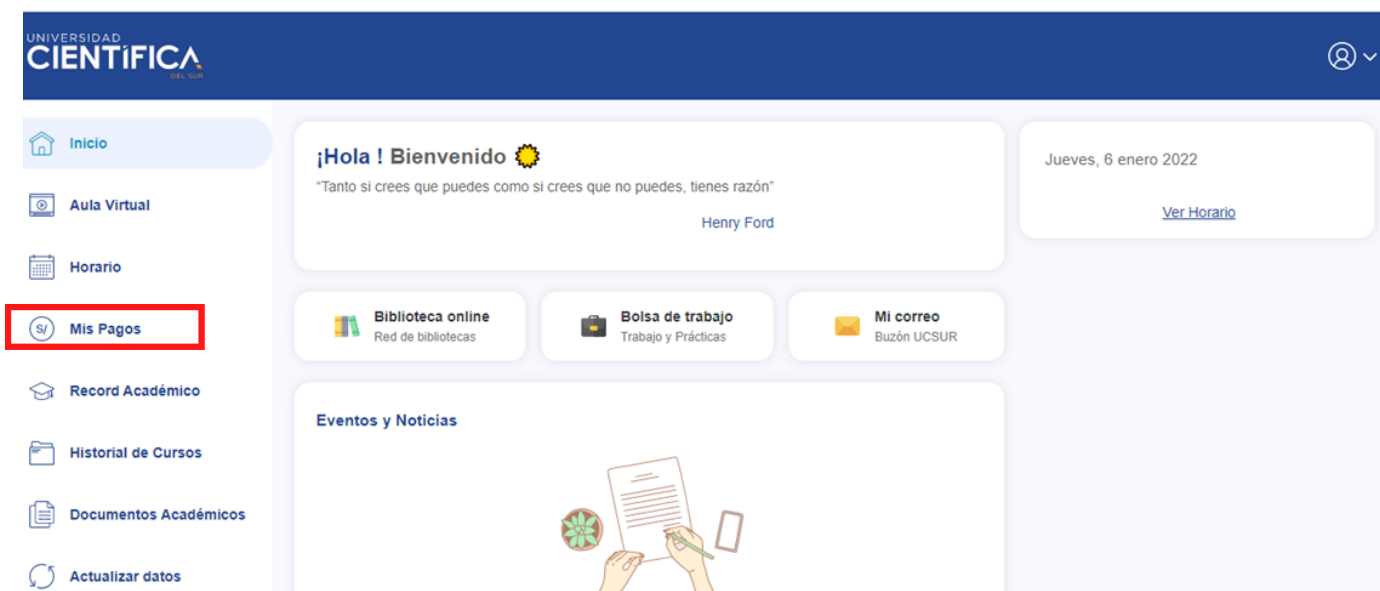 UNIVERSIDAD
CIENTÍFICA
DEL SUR
Inicio
Aula Virtual
Horario
S/ Mis Pagos
Record Académico
Historial de Cursos
Documentos Académicos
Actualizar datos
¡Hola ! Bienvenido
“Tanto si crees que puedes como si crees que no puedes, tienes razón”
Henry Ford
Jueves, 6 enero 2022
Ver Horario
Biblioteca online
Red de bibliotecas
Bolsa de trabajo
Trabajo y Prácticas
Mi correo
Buzón UCSUR
Eventos y Noticias